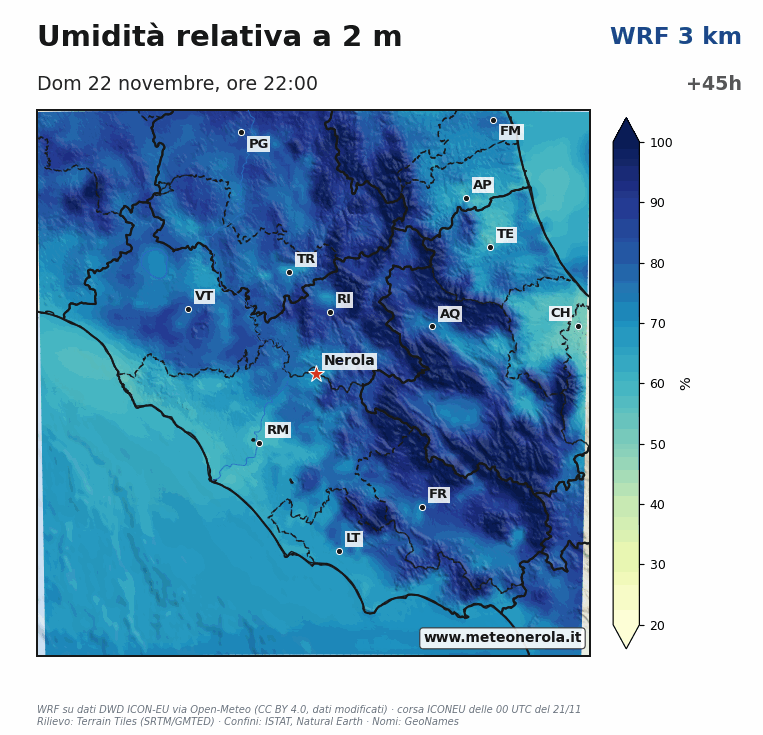 Umidità relativa a 2 m
WRF 3 km
Dom 22 novembre, ore 22:00
+45h
FM
PG
AP
TE
TR
VT
RI
AQ
CH
Nerola
RM
FR
LT
www.meteonerola.it
100
90
80
70
60
50
40
30
20
%
WRF su dati DWD ICON-EU via Open-Meteo (CC BY 4.0, dati modificati) · corsa ICONEU delle 00 UTC del 21/11
Rilievo: Terrain Tiles (SRTM/GMTED) · Confini: ISTAT, Natural Earth · Nomi: GeoNames